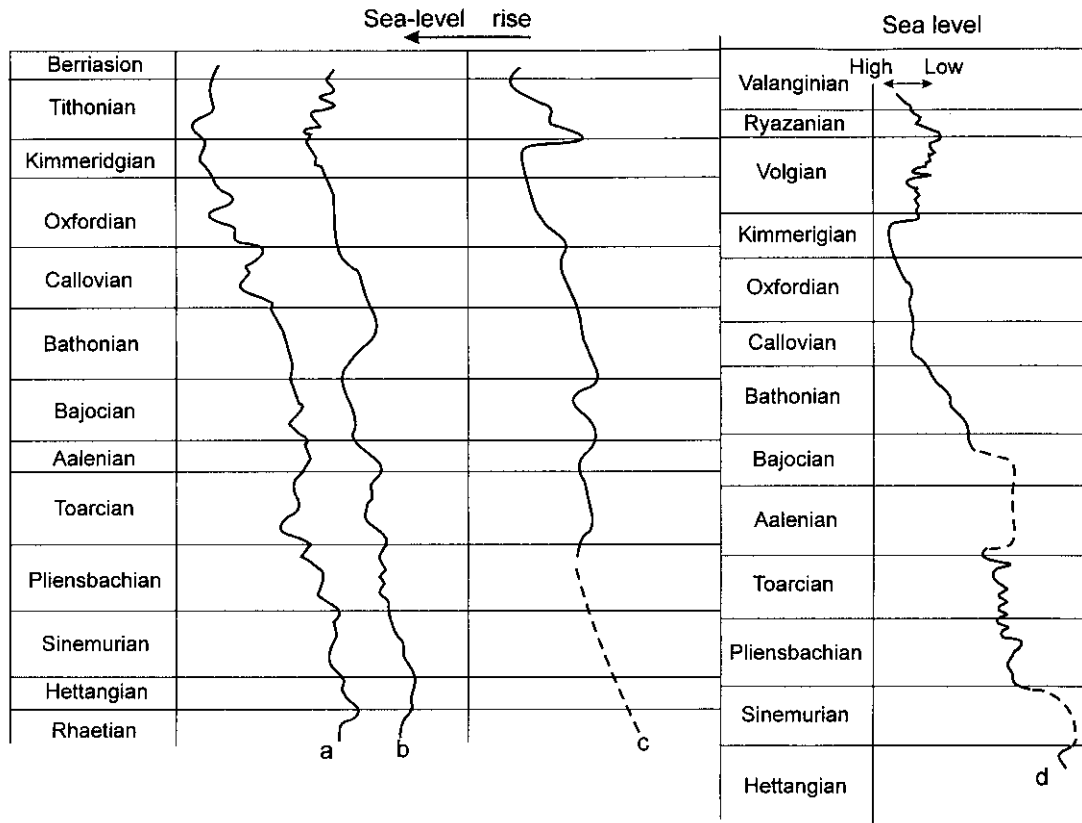 Sea-level rise
Berriasion
Tithonian
Kimmeridgian
Oxfordian
Callovian
Bathonian
Bajocian
Aalenian
Toarcian
Pliensbachian
Sinemurian
Hettangian
Rhaetian
a
b
c
Sea level
High Low
Valanginian
Ryazanian
Volgian
Kimmerigian
Oxfordian
Callovian
Bathonian
Bajocian
Aalenian
Toarcian
Pliensbachian
Sinemurian
Hettangian
d